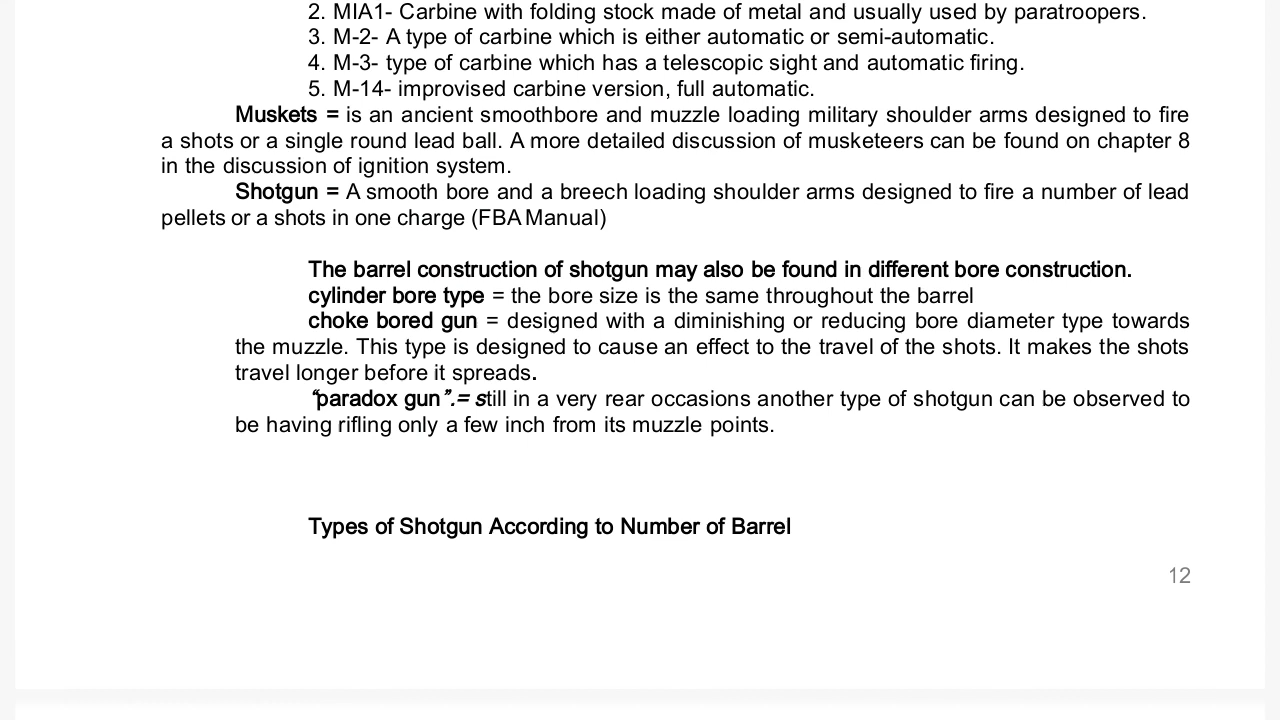 2. MIA1- Carbine with folding stock made of metal and usually used by paratroopers.
3. M-2- A type of carbine which is either automatic or semi-automatic.
4. M-3- type of carbine which has a telescopic sight and automatic firing.
5. M-14- improvised carbine version, full automatic.
Muskets = is an ancient smoothbore and muzzle loading military shoulder arms designed to fire
a shots or a single round lead ball. A more detailed discussion of musketeers can be found on chapter 8
in the discussion of ignition system.
Shotgun = A smooth bore and a breech loading shoulder arms designed to fire a number of lead
pellets or a shots in one charge (FBA Manual)
The barrel construction of shotgun may also be found in different bore construction.
cylinder bore type = the bore size is the same throughout the barrel
choke bored gun = designed with a diminishing or reducing bore diameter type towards
the muzzle. This type is designed to cause an effect to the travel of the shots. It makes the shots
travel longer before it spreads.
“paradox gun”.= still in a very rear occasions another type of shotgun can be observed to
be having rifling only a few inch from its muzzle points.
Types of Shotgun According to Number of Barrel
12